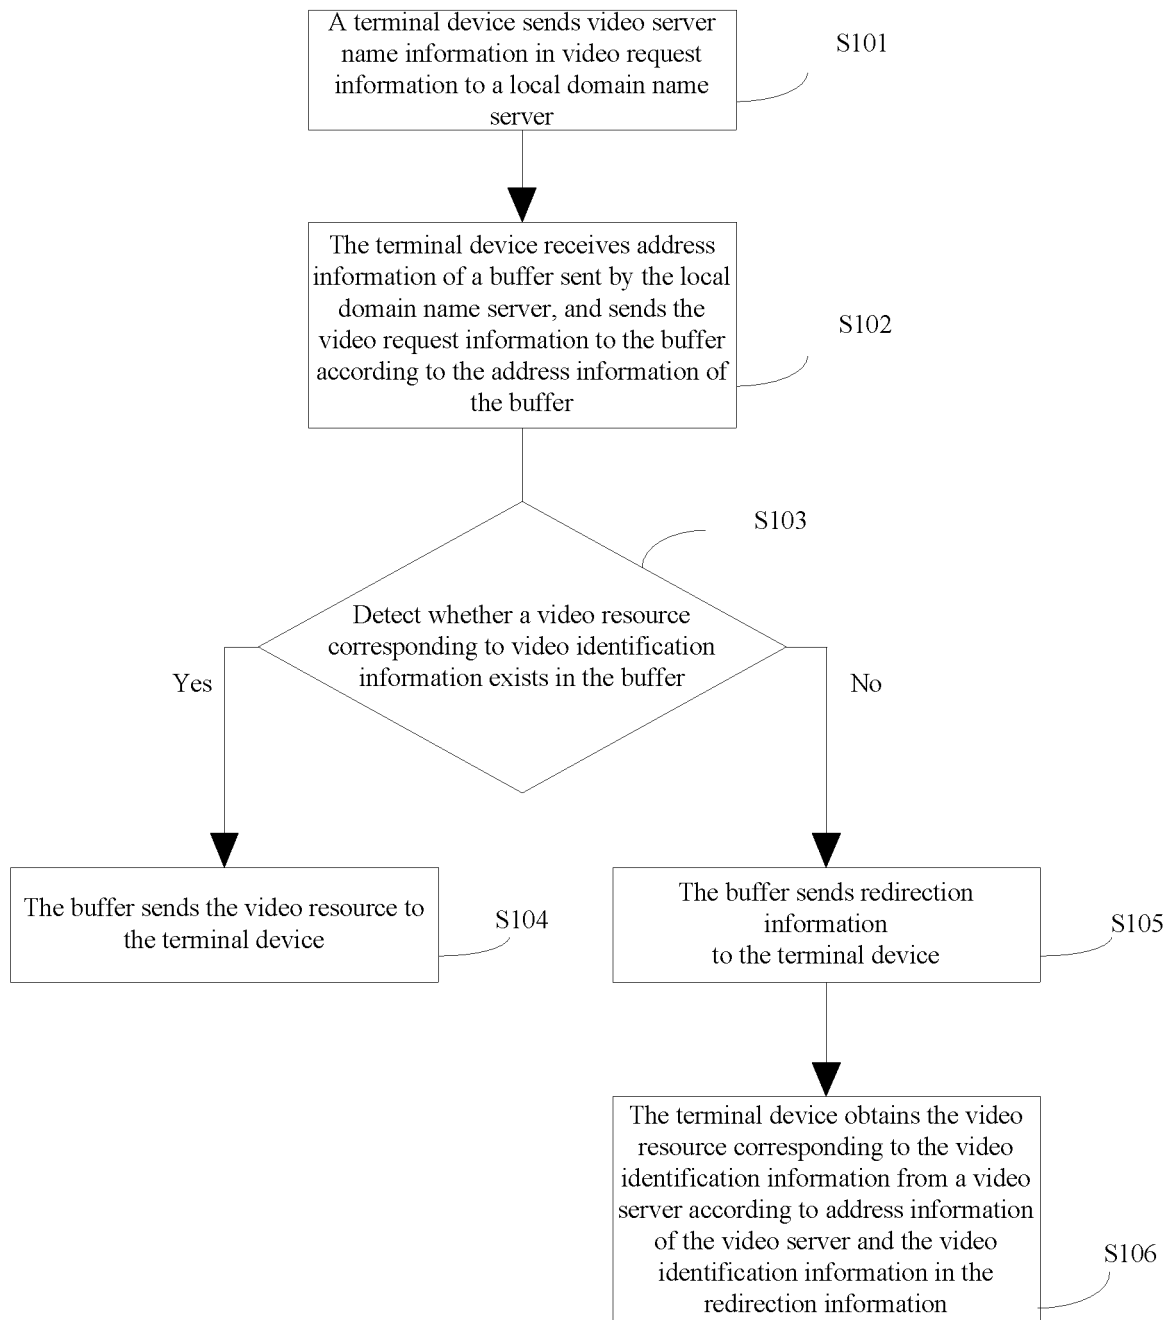 A terminal device sends video server
name information in video request
information to a local domain name
server
S101
The terminal device receives address
information of a buffer sent by the local
domain name server, and sends the
video request information to the buffer
according to the address information of
the buffer
S102
S103
Detect whether a video resource
corresponding to video identification
information exists in the buffer
Yes
No
The buffer sends the video resource to
the terminal device
S104
The buffer sends redirection
information
to the terminal device
S105
The terminal device obtains the video
resource corresponding to the video
identification information from a video
server according to address information
of the video server and the video
identification information in the
redirection information
S106